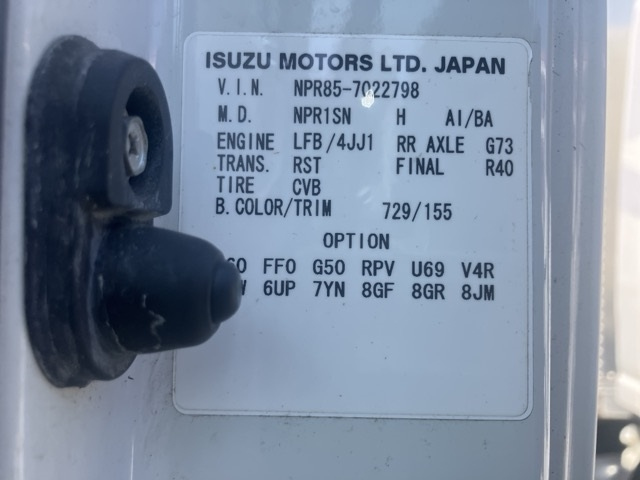 ISUZU MOTORS LTD. JAPAN
V.I.N. NPR85-7022798
M.D. NPR1SN H AI/BA
ENGINE LFB/4JJ1 RR AXLE G73
TRANS. RST FINAL R40
TIRE CVB
B.COLOR/TRIM 729/155
OPTION
FF0 G50 RPV U69 V4R
6UP 7YN 8GF 8GR 8JM